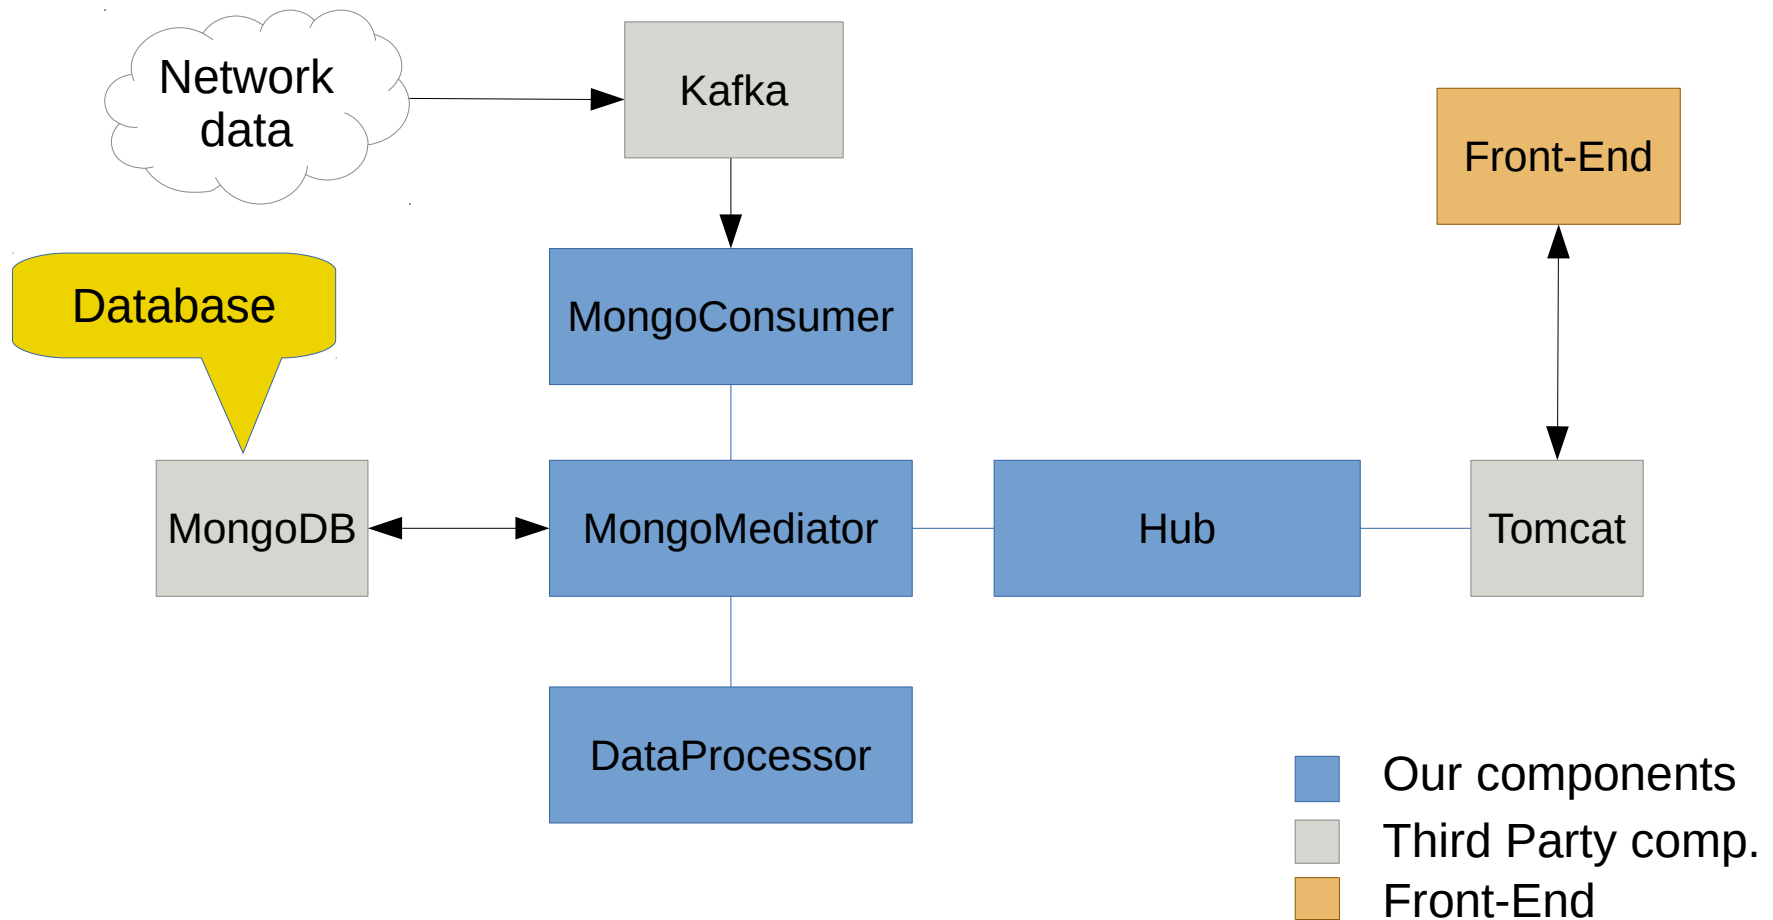 Network
data
Kafka
Front-End
Database
MongoConsumer
MongoDB
MongoMediator
Hub
Tomcat
DataProcessor
Our components
Third Party comp.
Front-End